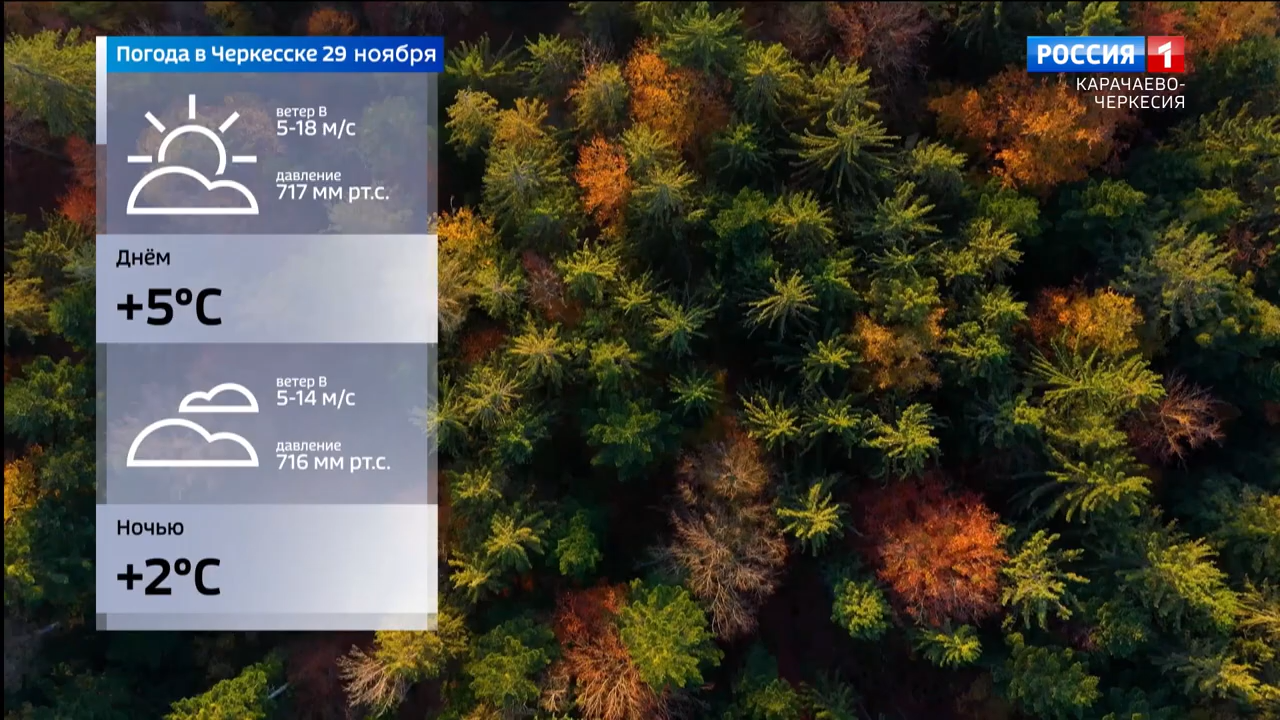 Погода в Черкесске 29 ноября
ветер В
5-18 м/с
давление
717 мм рт.с.
Днём
+5°C
ветер В
5-14 м/с
давление
716 мм рт.с.
Ночью
+2°C
РОССИЯ 1
КАРАЧАЕВО-
ЧЕРКЕСИЯ